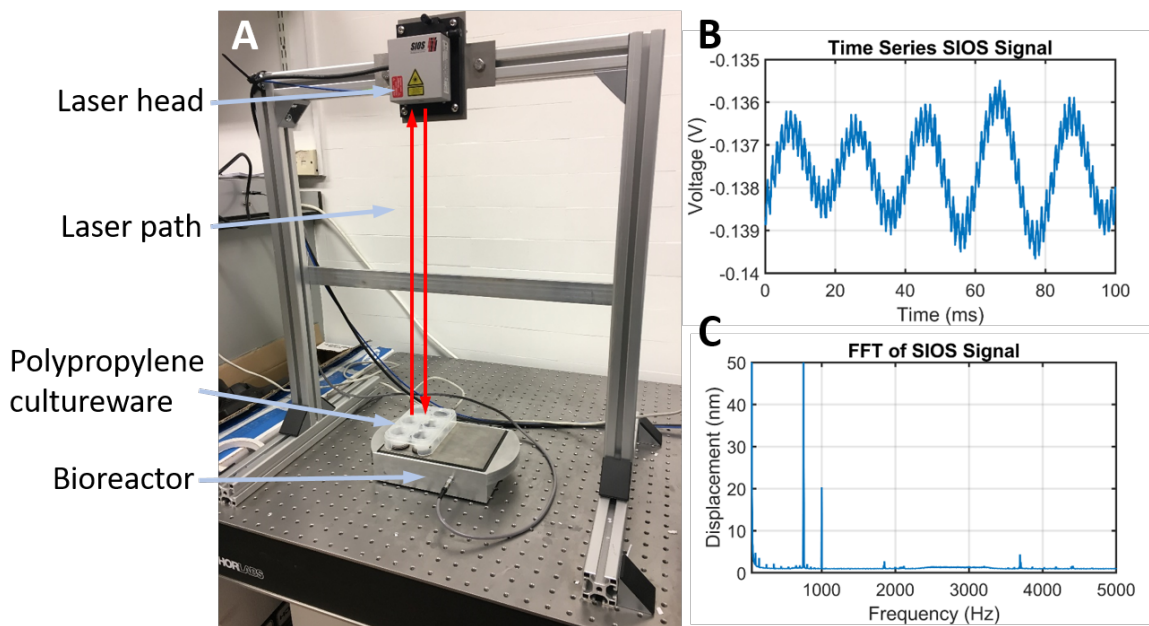 A
SIOS
Laser head
Laser path
Polypropylene
cultureware
Bioreactor
HORLABS
B
Time Series SIOS Signal
Voltage (V)
-0.135
-0.136
-0.137
-0.138
-0.139
-0.14
0
20
40
60
80
100
Time (ms)
C
FFT of SIOS Signal
Displacement (nm)
50
40
30
20
10
0
1000
2000
3000
4000
5000
Frequency (Hz)